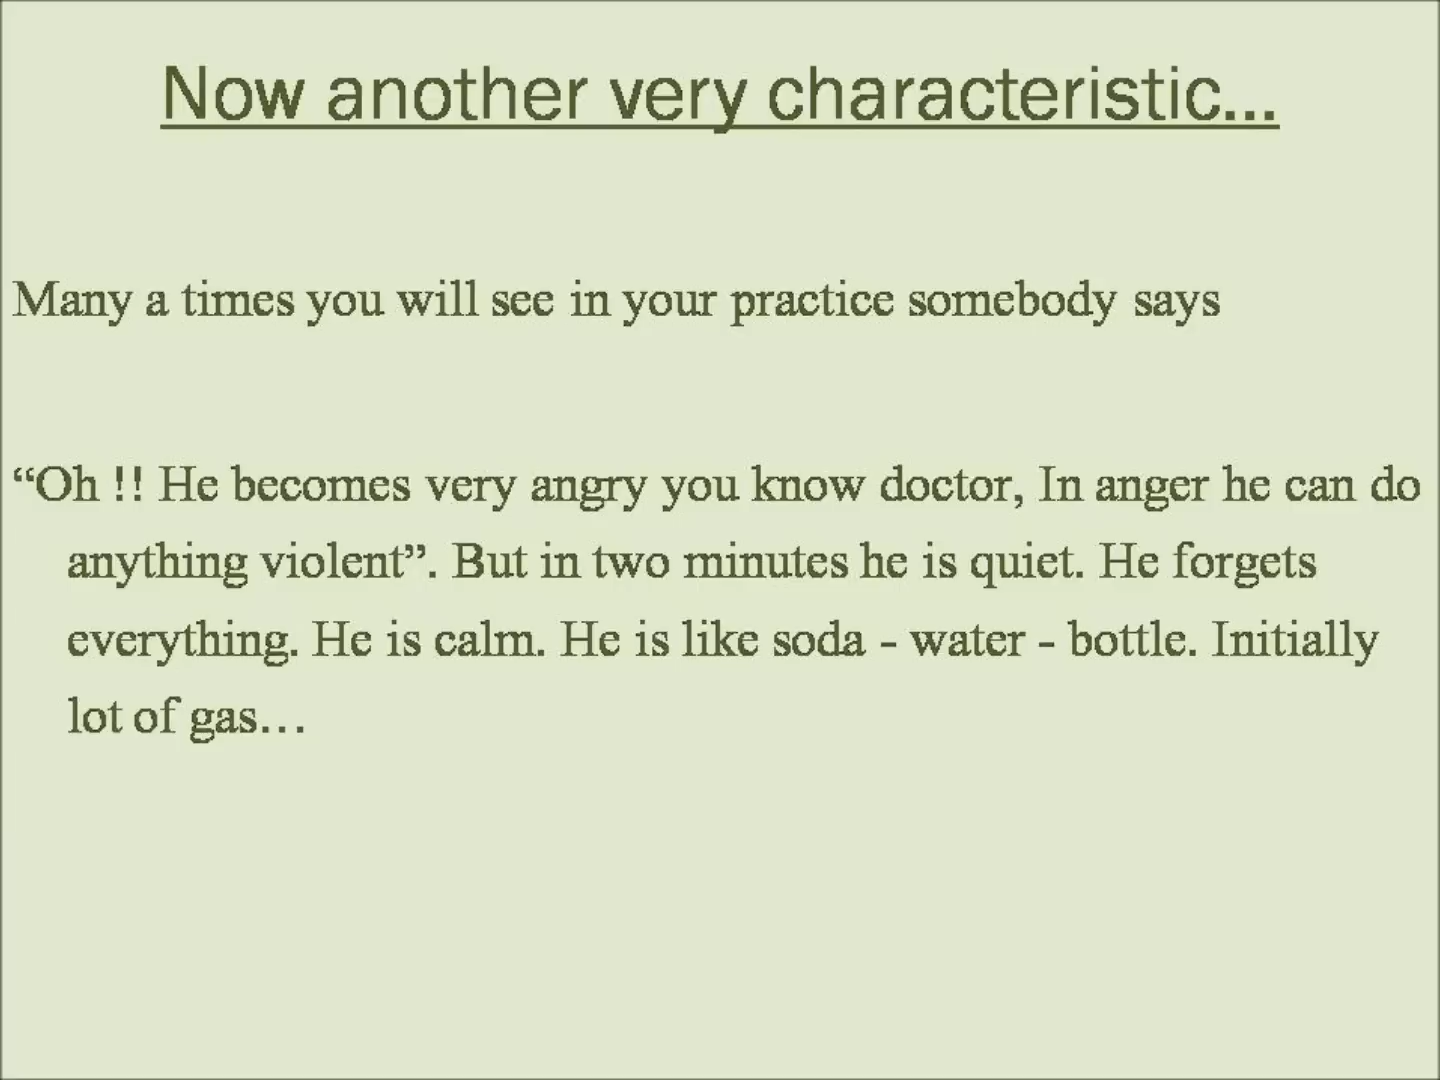 Now another very characteristic...
Many a times you will see in your practice somebody says
“Oh !! He becomes very angry you know doctor, In anger he can do
anything violent”. But in two minutes he is quiet. He forgets
everything. He is calm. He is like soda - water - bottle. Initially
lot of gas…